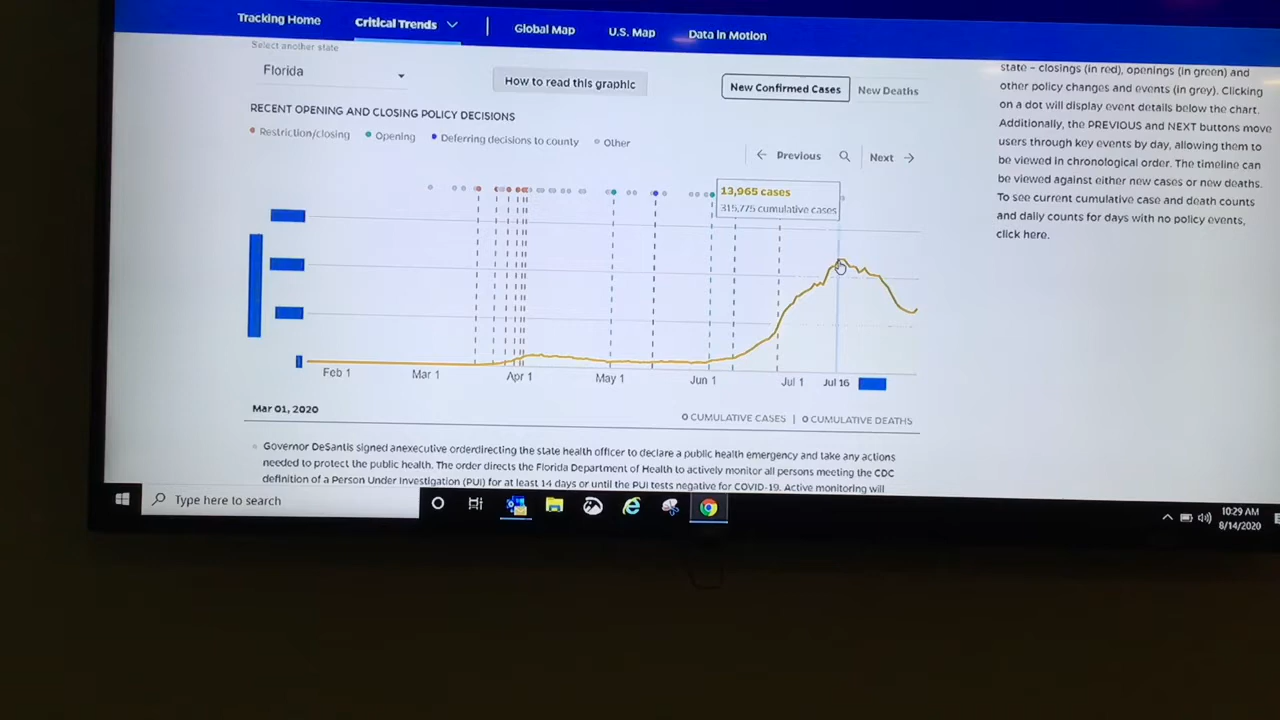 Tracking Home
Critical Trends
Global Map
U.S. Map
Data in Motion
Select another state
Florida
How to read this graphic
New Confirmed Cases
New Deaths
RECENT OPENING AND CLOSING POLICY DECISIONS
Restriction/closing
Opening
Deferring decisions to county
Other
Previous
Next
13,965 cases
315,775 cumulative cases
Feb 1
Mar 1
Apr 1
May 1
Jun 1
Jul 1
Jul 16
Mar 01, 2020
0 CUMULATIVE CASES | 0 CUMULATIVE DEATHS
Governor DeSantis signed anexecutive orderdirecting the state health officer to declare a public health emergency and take any actions
needed to protect the public health. The order directs the Florida Department of Health to actively monitor all persons meeting the CDC
definition of a Person Under Investigation (PUI) for at least 14 days or until the PUI tests negative for COVID-19. Active monitoring will
state – closings (in red), openings (in green) and
other policy changes and events (in grey). Clicking
on a dot will display event details below the chart.
Additionally, the PREVIOUS and NEXT buttons move
users through key events by day, allowing them to
be viewed in chronological order. The timeline can
be viewed against either new cases or new deaths.
To see current cumulative case and death counts
and daily counts for days with no policy events,
click here.
Type here to search
10:29 AM
8/14/2020